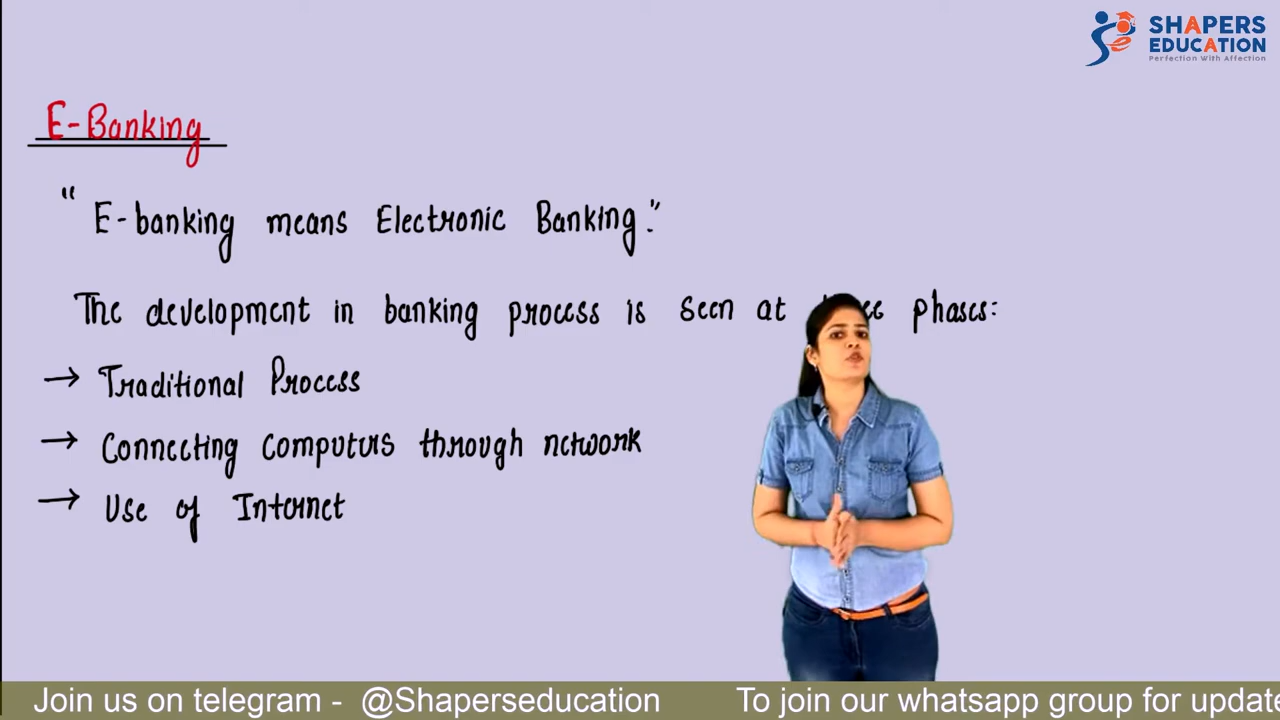 SHAPERS
EDUCATION
Perfection With Affection
E-Banking
“ E-banking means Electronic Banking.”
The development in banking process is seen at phases:
→ Traditional Process
→ Connecting computers through network
→ Use of Internet
Join us on telegram - @Shaperseducation To join our whatsapp group for update